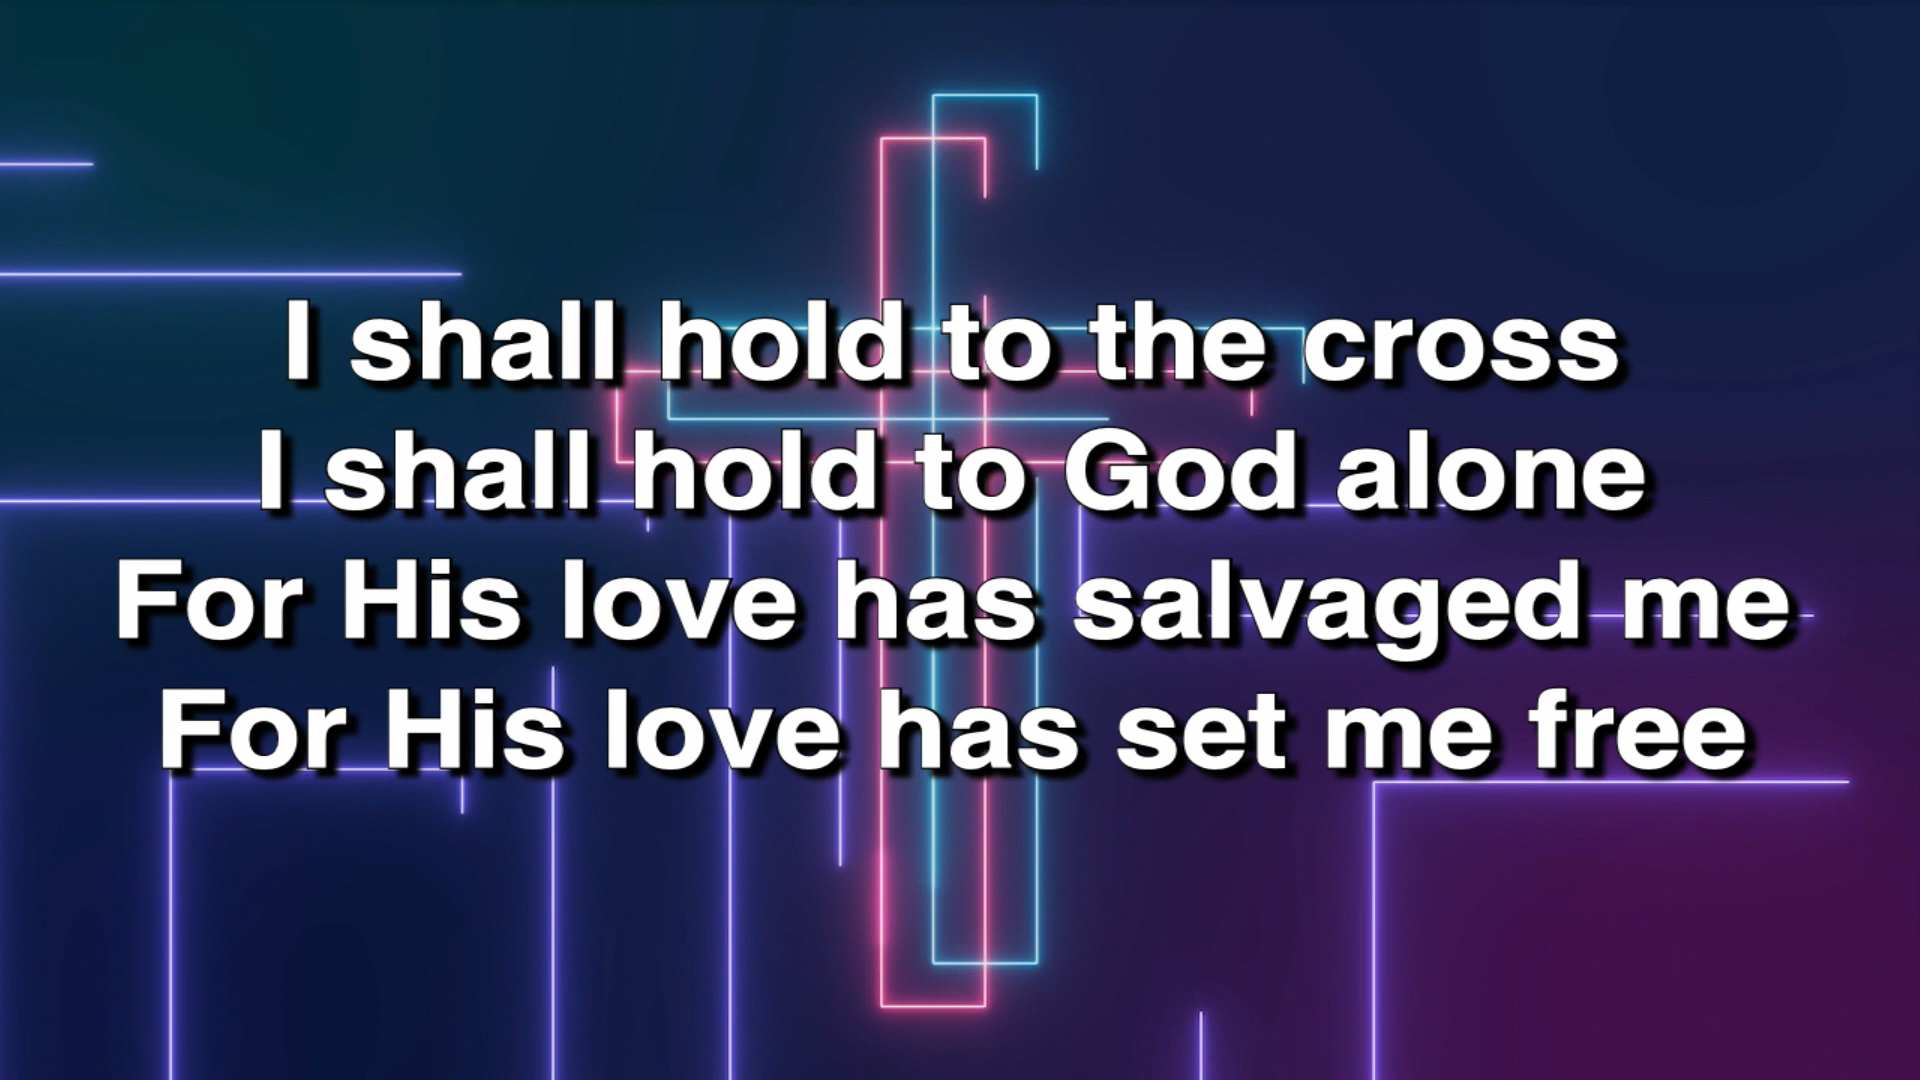 I shall hold to the cross
I shall hold to God alone
For His love has salvaged me
For His love has set me free